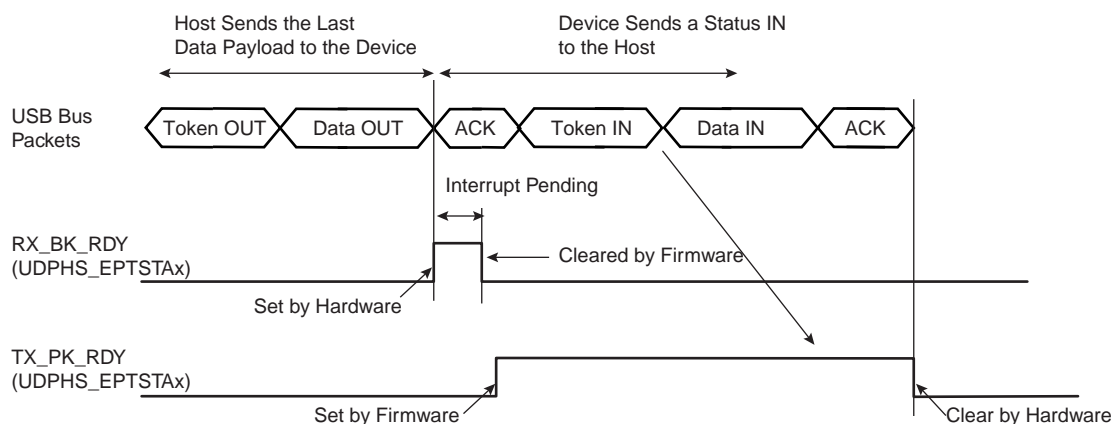 Host Sends the Last
Data Payload to the Device
Device Sends a Status IN
to the Host
USB Bus
Packets
Token OUT
Data OUT
ACK
Token IN
Data IN
ACK
Interrupt Pending
RX_BK_RDY
(UDPHS_EPTSTAx)
Cleared by Firmware
Set by Hardware
TX_PK_RDY
(UDPHS_EPTSTAx)
Set by Firmware
Clear by Hardware